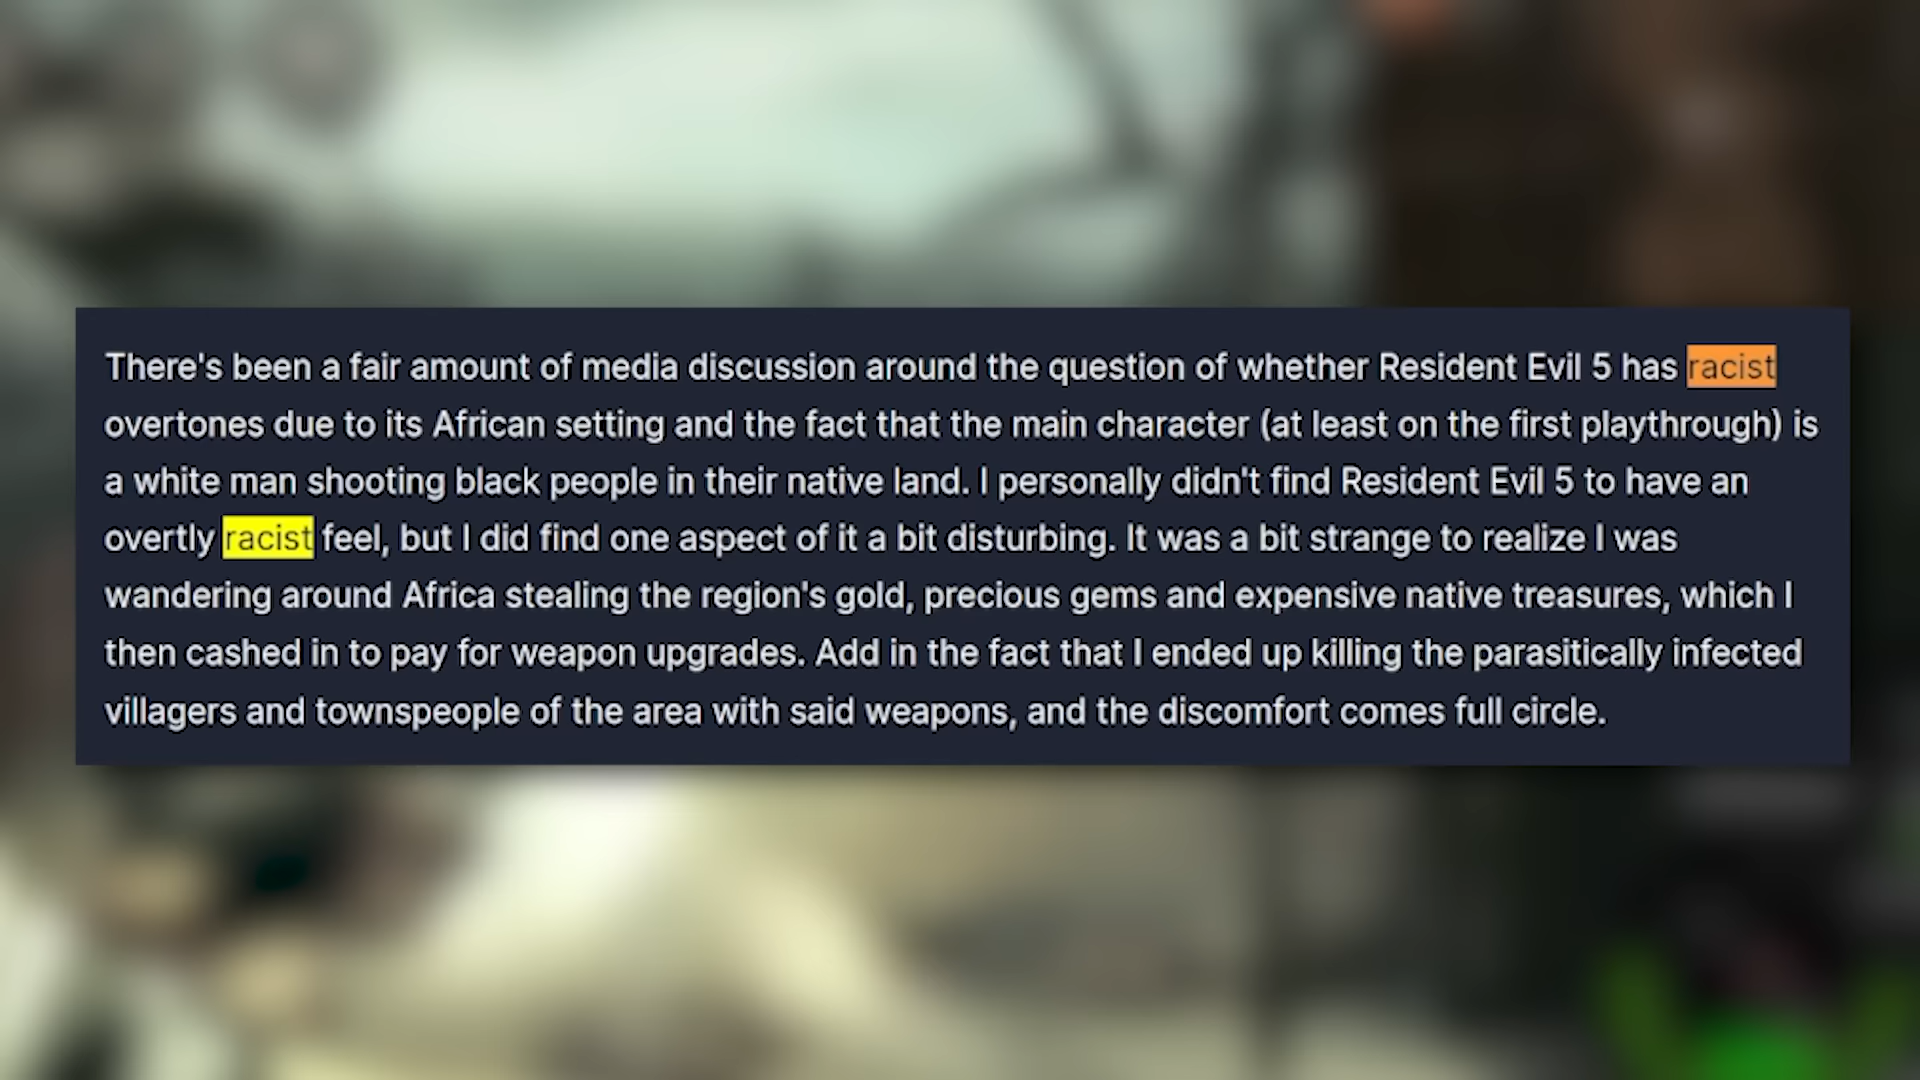 There's been a fair amount of media discussion around the question of whether Resident Evil 5 has racist
overtones due to its African setting and the fact that the main character (at least on the first playthrough) is
a white man shooting black people in their native land. I personally didn't find Resident Evil 5 to have an
overtly racist feel, but I did find one aspect of it a bit disturbing. It was a bit strange to realize I was
wandering around Africa stealing the region's gold, precious gems and expensive native treasures, which I
then cashed in to pay for weapon upgrades. Add in the fact that I ended up killing the parasitically infected
villagers and townspeople of the area with said weapons, and the discomfort comes full circle.